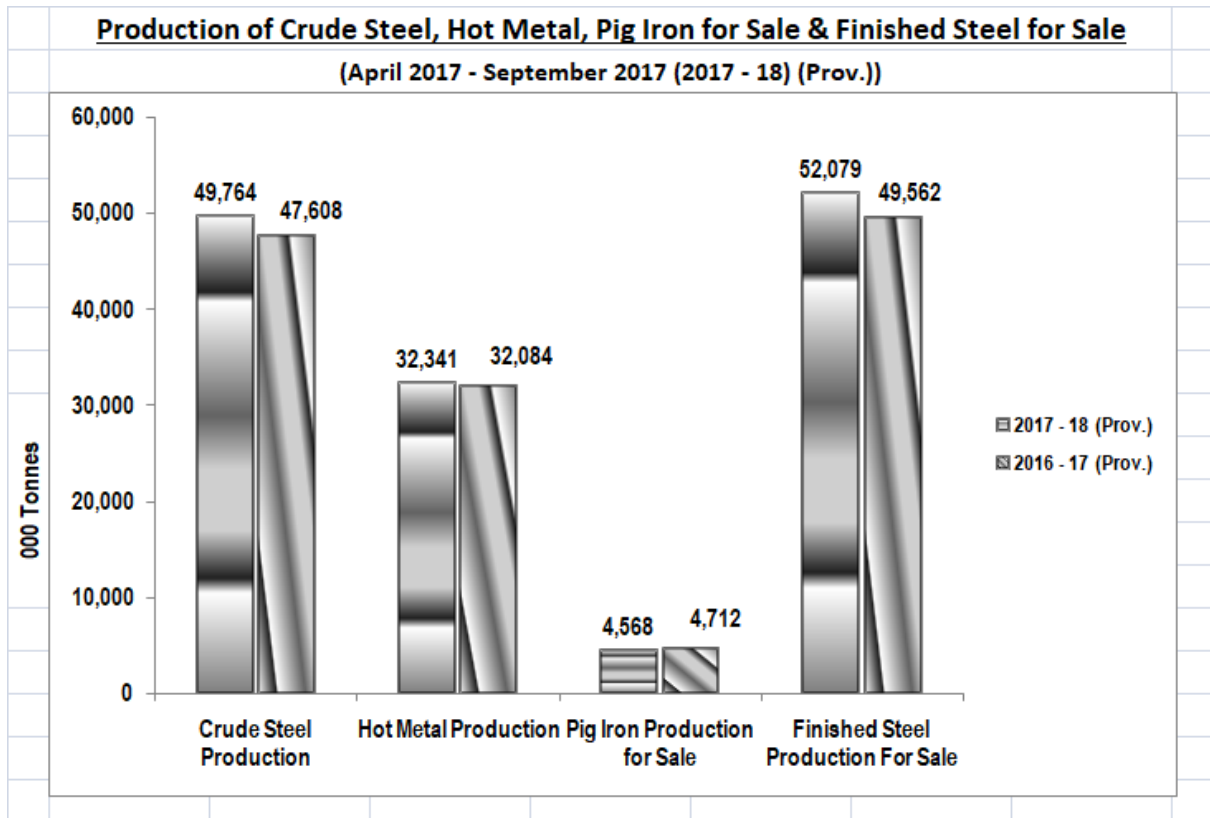 Production of Crude Steel, Hot Metal, Pig Iron for Sale & Finished Steel for Sale
(April 2017 - September 2017 (2017 - 18) (Prov.))
000 Tonnes
60,000
50,000
40,000
30,000
20,000
10,000
0
49,764
47,608
32,341
32,084
4,568
4,712
52,079
49,562
Crude Steel
Production
Hot Metal Production
Pig Iron Production
for Sale
Finished Steel
Production For Sale
2017 - 18 (Prov.)
2016 - 17 (Prov.)